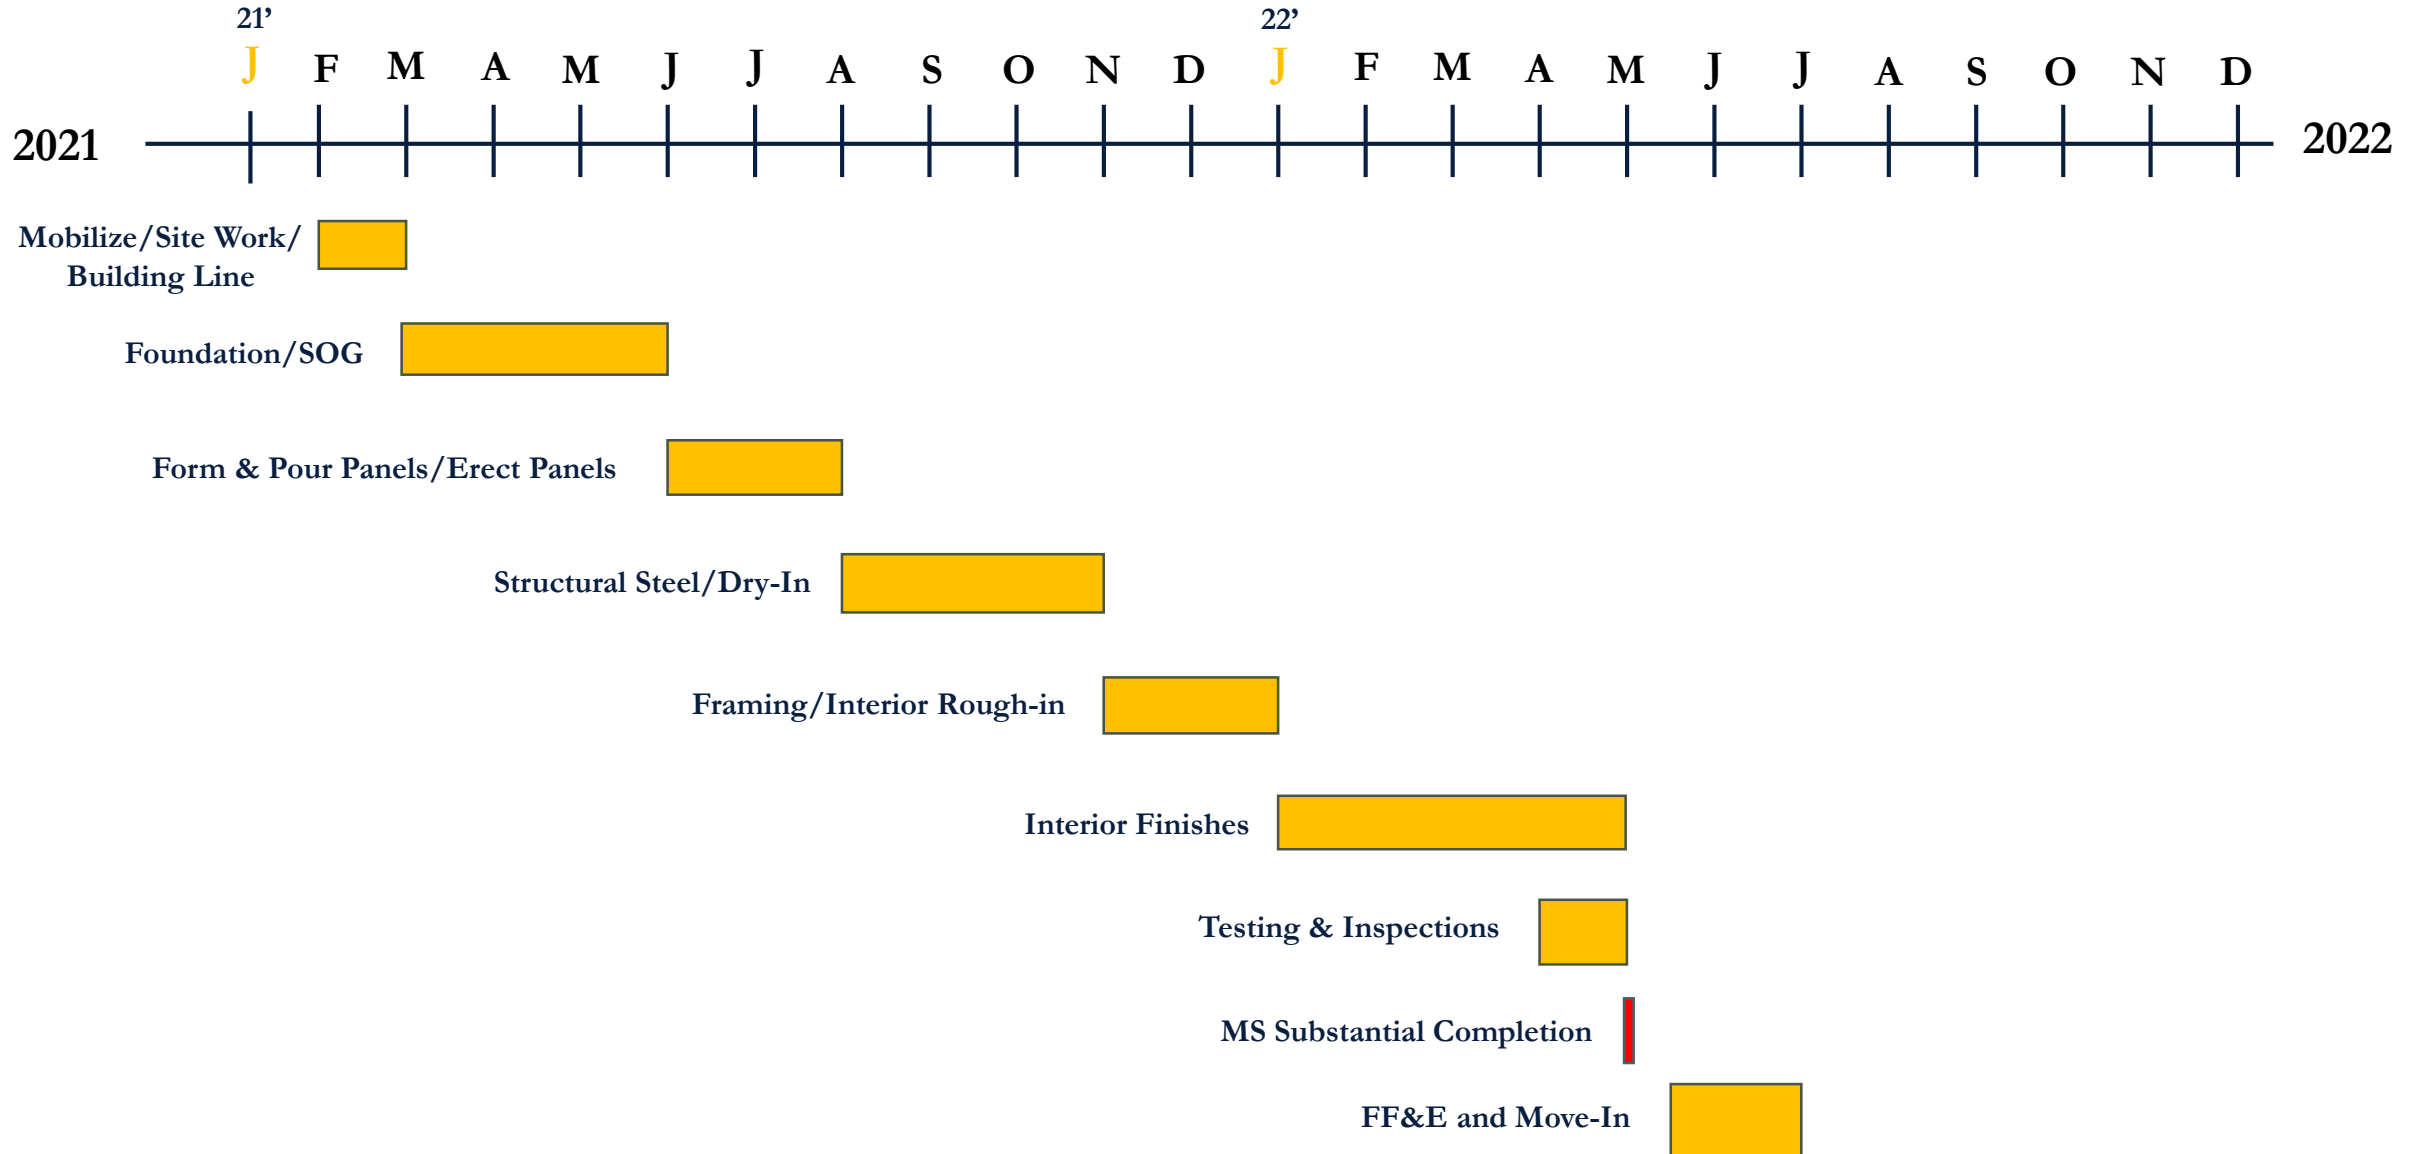 21’ 22’
J F M A M J J A S O N D J F M A M J J A S O N D
2021 2022
Mobilize/Site Work/
Building Line
Foundation/SOG
Form & Pour Panels/Erect Panels
Structural Steel/Dry-In
Framing/Interior Rough-in
Interior Finishes
Testing & Inspections
MS Substantial Completion
FF&E and Move-In